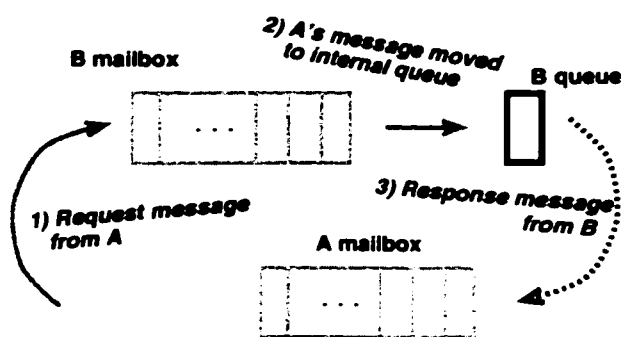 2) A's message moved
to internal queue
B mailbox
B queue
. . .
3) Response message
from B
1) Request message
from A
A mailbox
. . .